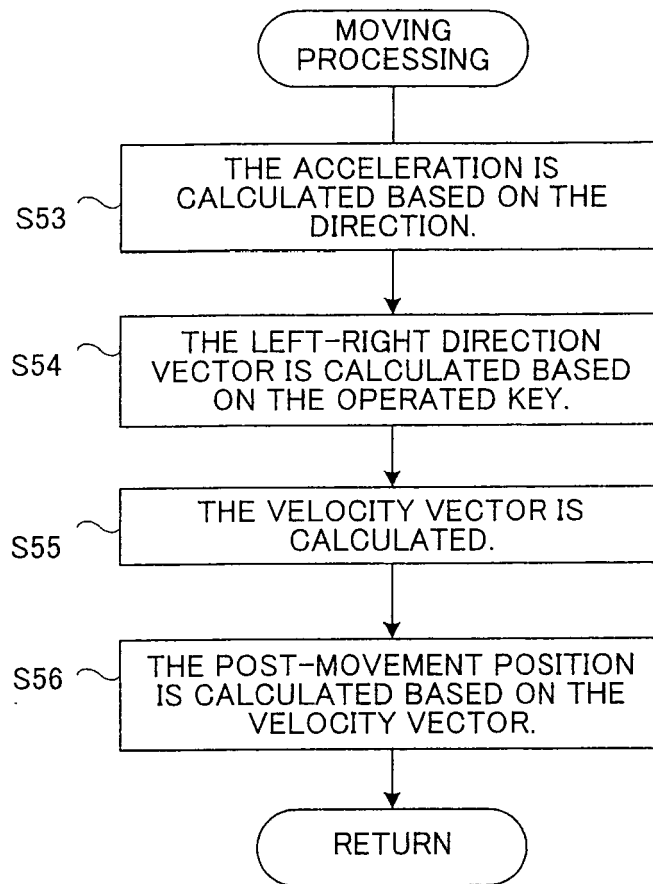 MOVING
PROCESSING
S53
THE ACCELERATION IS
CALCULATED BASED ON THE
DIRECTION.
S54
THE LEFT-RIGHT DIRECTION
VECTOR IS CALCULATED BASED
ON THE OPERATED KEY.
S55
THE VELOCITY VECTOR IS
CALCULATED.
S56
THE POST-MOVEMENT POSITION
IS CALCULATED BASED ON THE
VELOCITY VECTOR.
RETURN